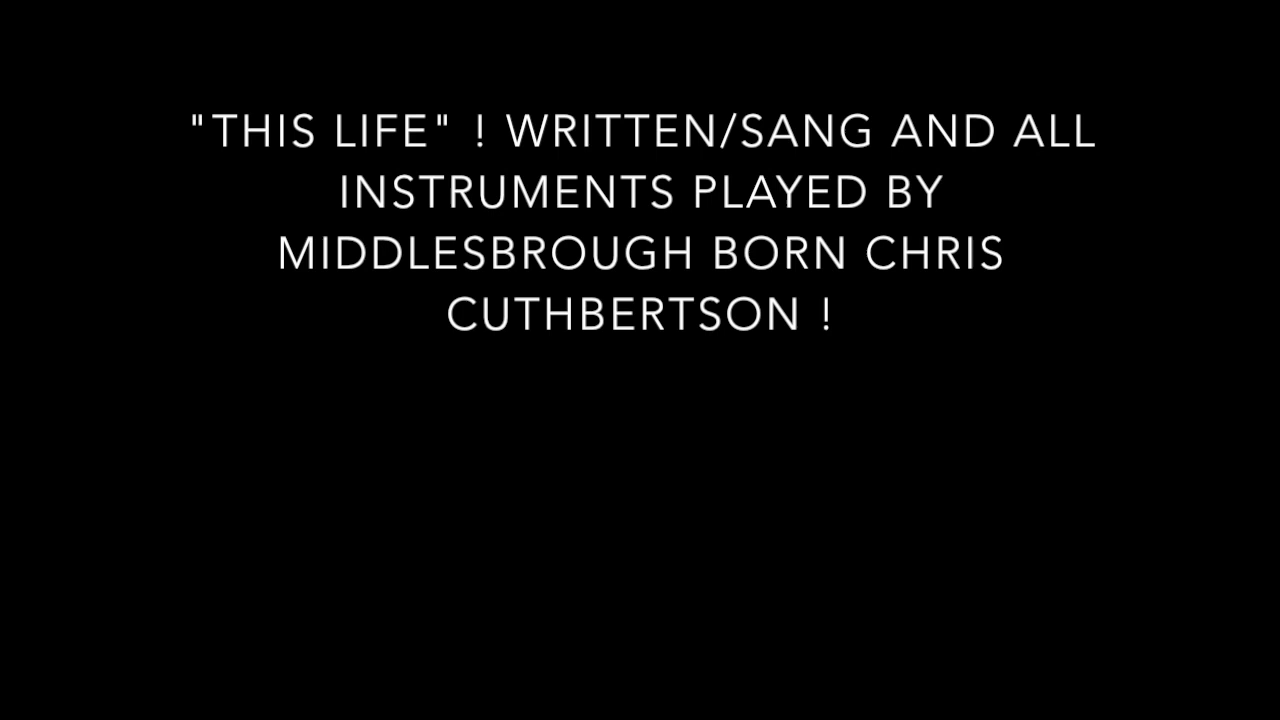 "THIS LIFE" ! WRITTEN/SANG AND ALL
INSTRUMENTS PLAYED BY
MIDDLESBROUGH BORN CHRIS
CUTHBERTSON !